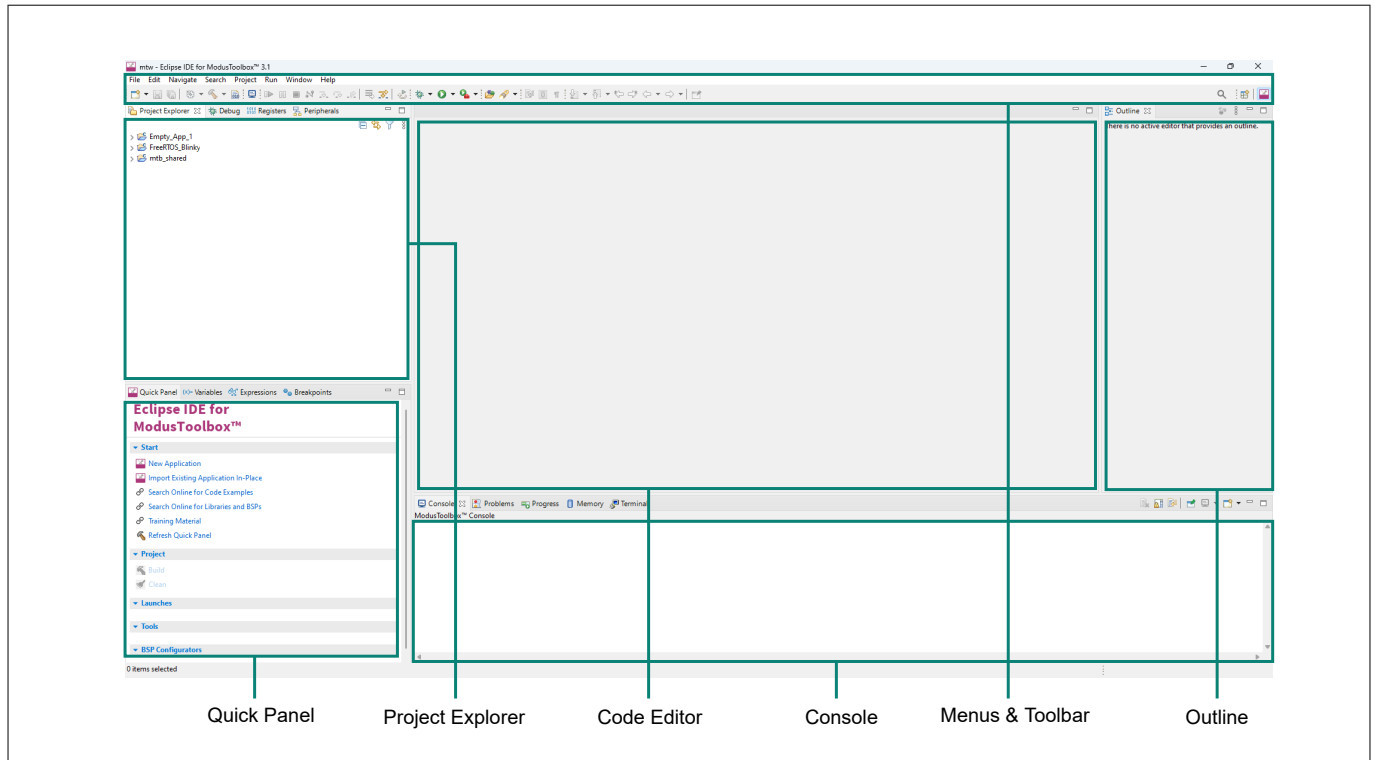 mtw - Eclipse IDE for ModusToolbox™ 3.1
File Edit Navigate Search Project Run Window Help
Project Explorer Debug Registers Peripherals
Outline
There is no active editor that provides an outline.
Empty_App_1
FreeRTOS_Blinky
mtb_shared
Quick Panel Variables Expressions Breakpoints
Eclipse IDE for
ModusToolbox™
Start
New Application
Import Existing Application In-Place
Search Online for Code Examples
Search Online for Libraries and BSPs
Training Material
Refresh Quick Panel
Project
Build
Clean
Launches
Tools
BSP Configurators
0 items selected
Console Problems Progress Memory Terminal
ModusToolbox™ Console
Quick Panel Project Explorer Code Editor Console Menus & Toolbar Outline